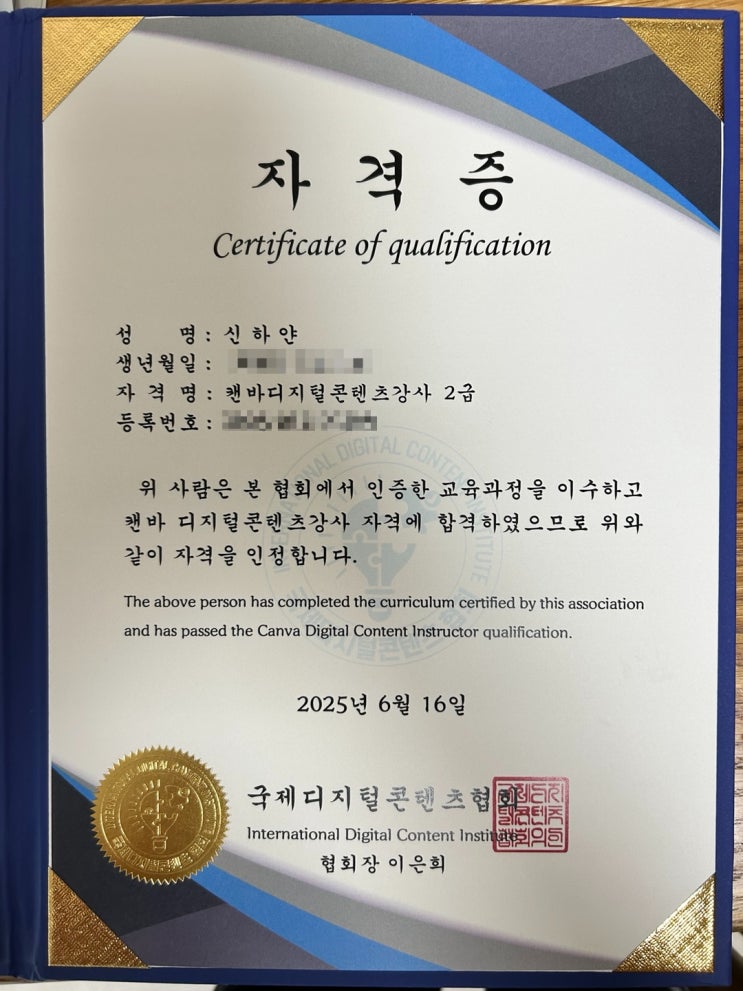 자 격 증
Certificate of qualification
성 명 : 신 하 얀
생년월일 :
자 격 명 : 캔바디지털콘텐츠강사 2급
등록번호 :
위 사람은 본 협회에서 인증한 교육과정을 이수하고
캔바 디지털콘텐츠강사 자격에 합격하였으므로 위와
같이 자격을 인정합니다.
The above person has completed the curriculum certified by this association
and has passed the Canva Digital Content Instructor qualification.
2025년 6월 16일
국제디지털콘텐츠협회
International Digital Content Institute
협회장 이은희